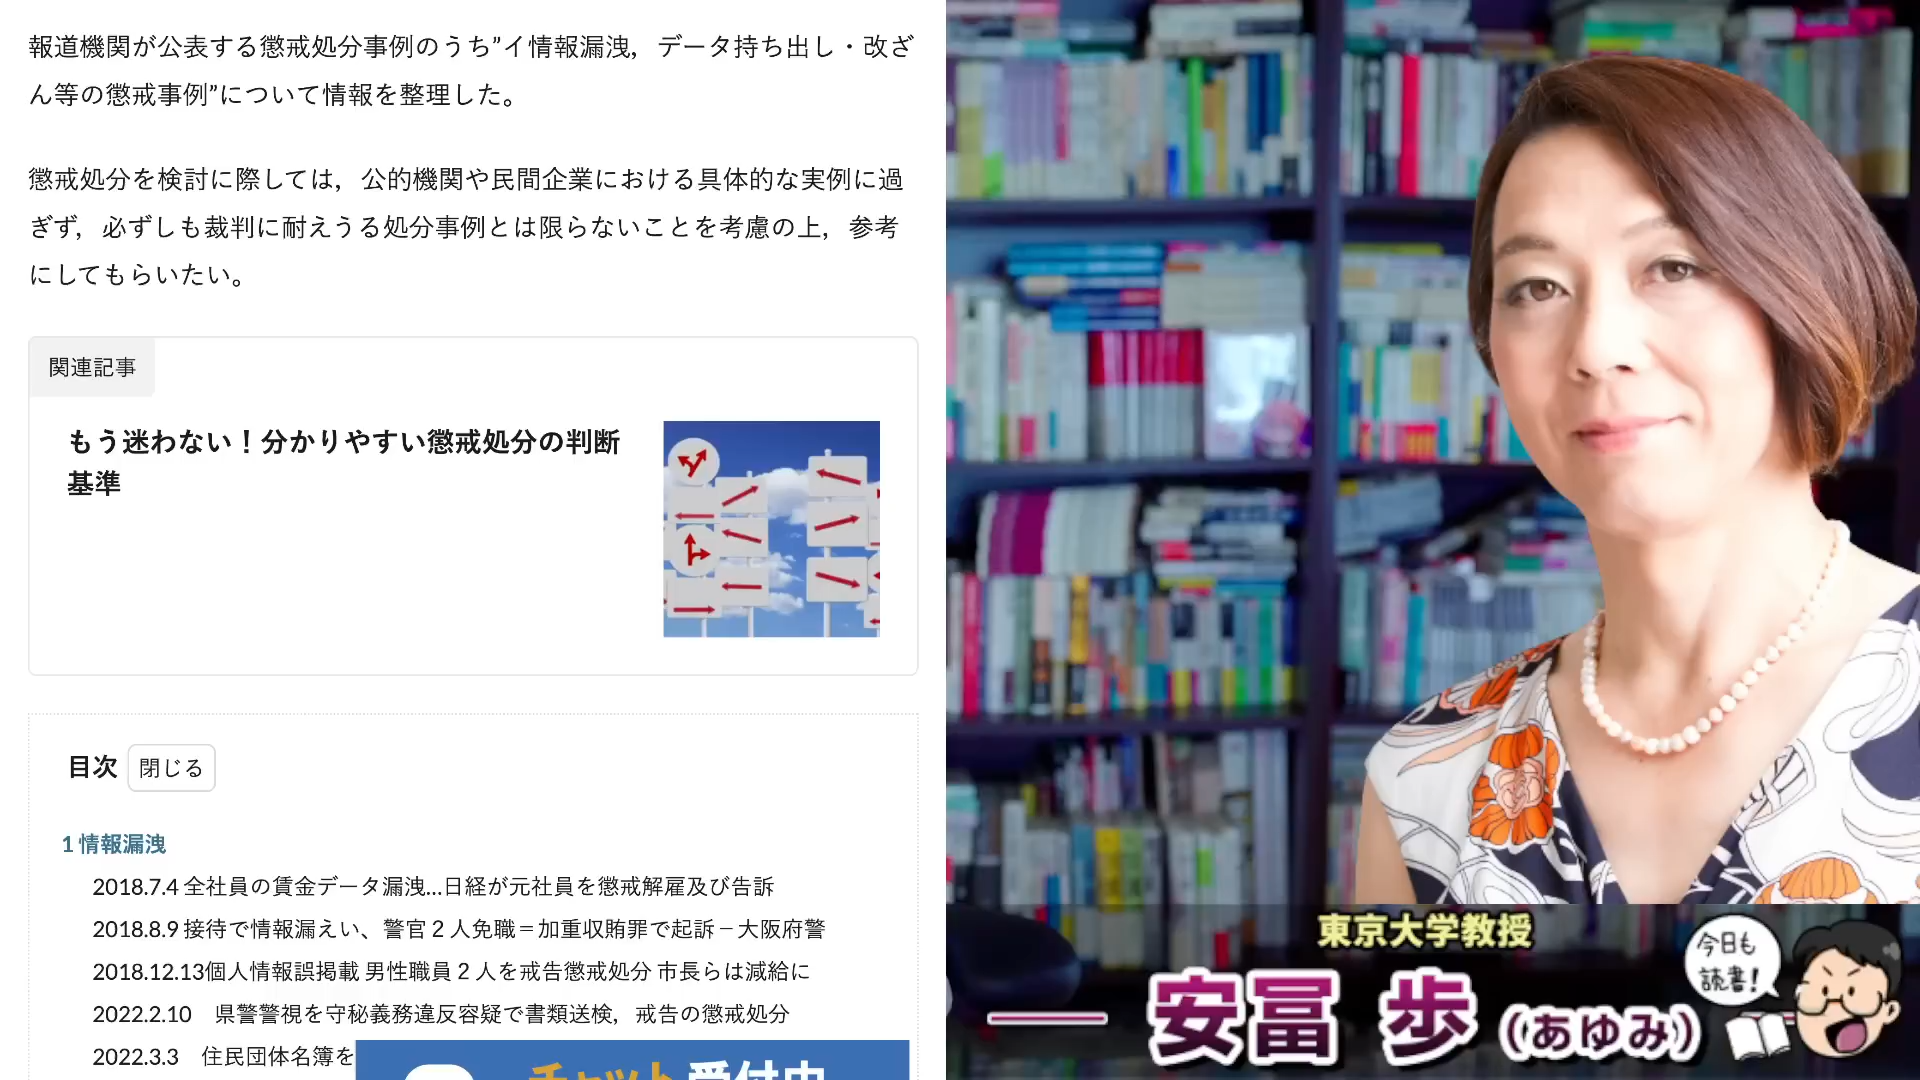 報道機関が公表する懲戒処分事例のうち”イ情報漏洩，データ持ち出し・改ざ
ん等の懲戒事例”について情報を整理した。
懲戒処分を検討に際しては，公的機関や民間企業における具体的な実例に過
ぎず，必ずしも裁判に耐えうる処分事例とは限らないことを考慮の上，参考
にしてもらいたい。
関連記事
もう迷わない！分かりやすい懲戒処分の判断
基準
目次 閉じる
1 情報漏洩
2018.7.4 全社員の賃金データ漏洩…日経が元社員を懲戒解雇及び告訴
2018.8.9 接待で情報漏えい、警官２人免職＝加重収賄罪で起訴－大阪府警
2018.12.13個人情報誤掲載 男性職員２人を戒告懲戒処分 市長らは減給に
2022.2.10　県警警視を守秘義務違反容疑で書類送検，戒告の懲戒処分
2022.3.3　住民団体名簿を
チャット受付中
東京大学教授
安冨 歩（あゆみ）
今日も
読書！